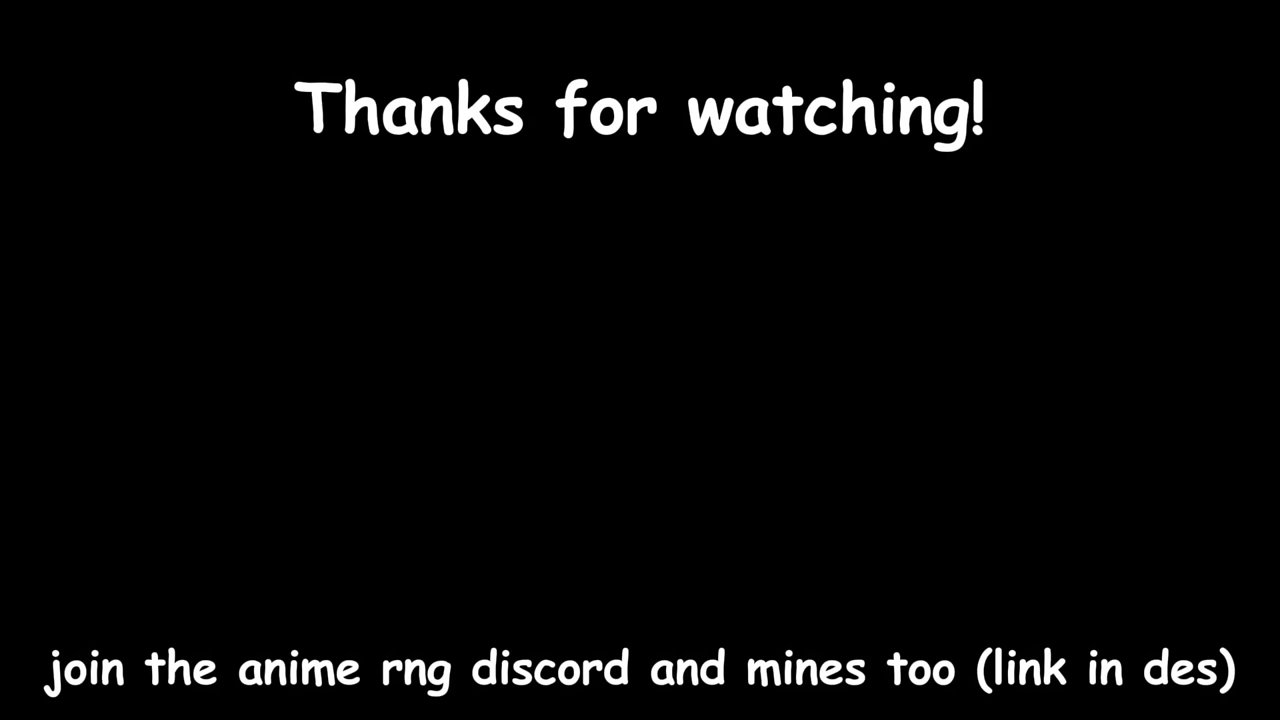 Thanks for watching!
join the anime rng discord and mines too (link in des)